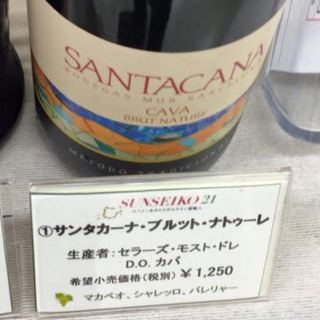 SANTACANA
BODEGAS MUR BARCELONA
CAVA
BRUT NATURE
METODO TRADICIONAL
SUNSEIKO 21
①サンタカーナ・ブルット・ナトゥーレ
生産者：セラーズ・モスト・ドレ
D.O. カバ
希望小売価格（税別）￥1,250
マカベオ、シャレッロ、パレリャー